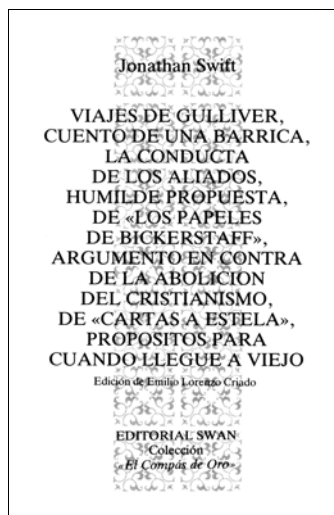 Jonathan Swift
VIAJES DE GULLIVER,
CUENTO DE UNA BARRICA,
LA CONDUCTA
DE LOS ALIADOS,
HUMILDE PROPUESTA,
DE «LOS PAPELES
DE BICKERSTAFF»,
ARGUMENTO EN CONTRA
DE LA ABOLICION
DEL CRISTIANISMO,
DE «CARTAS A ESTELA»,
PROPOSITOS PARA
CUANDO LLEGUE A VIEJO
Edición de Emilio Lorenzo Criado
EDITORIAL SWAN
Colección
«El Compás de Oro»